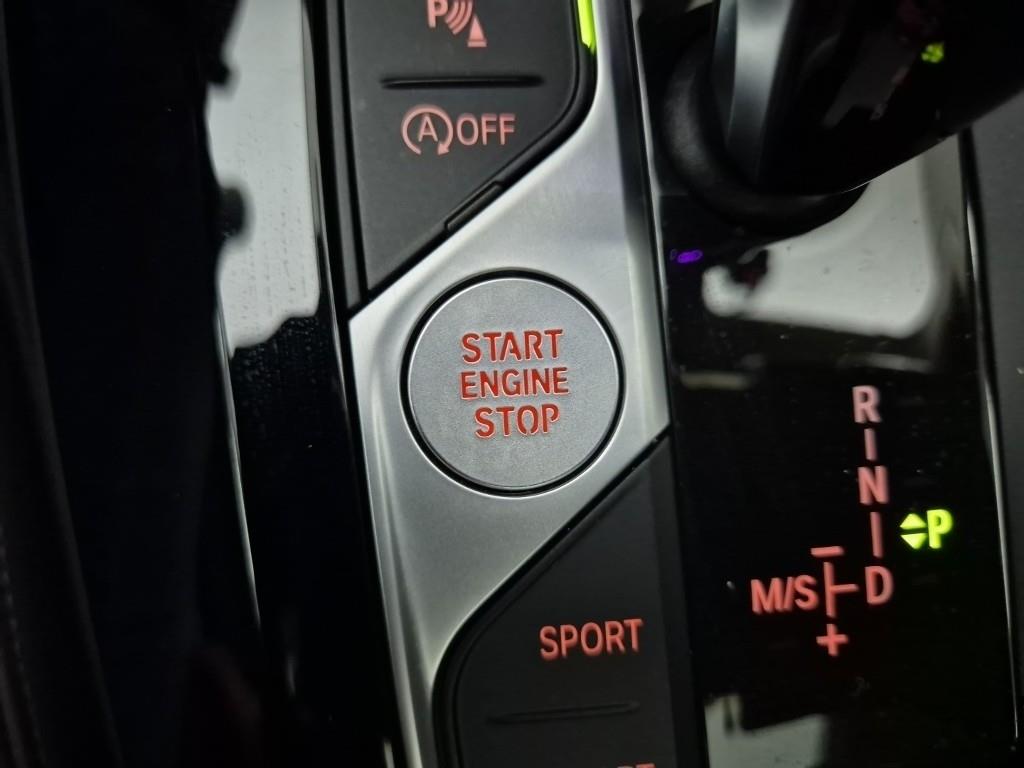 P
A OFF
START
ENGINE
STOP
R
N
P
M/S D
SPORT